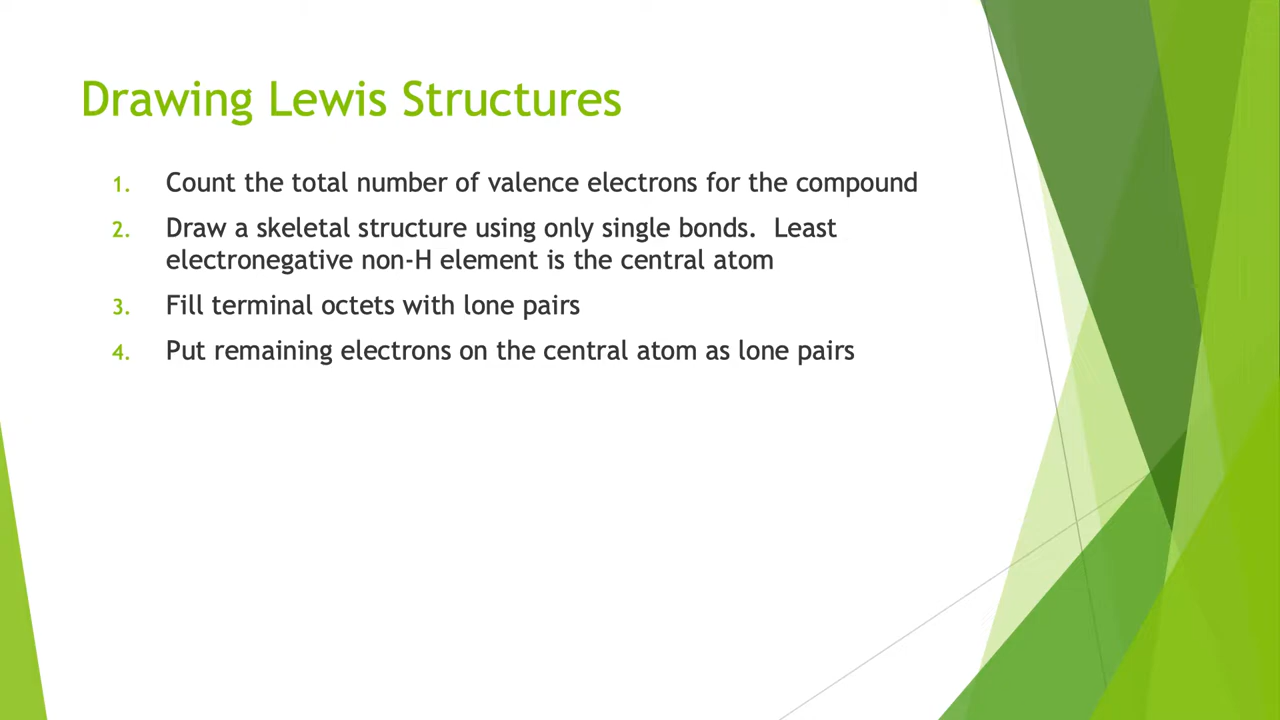 Drawing Lewis Structures
1. Count the total number of valence electrons for the compound
2. Draw a skeletal structure using only single bonds.  Least
electronegative non-H element is the central atom
3. Fill terminal octets with lone pairs
4. Put remaining electrons on the central atom as lone pairs